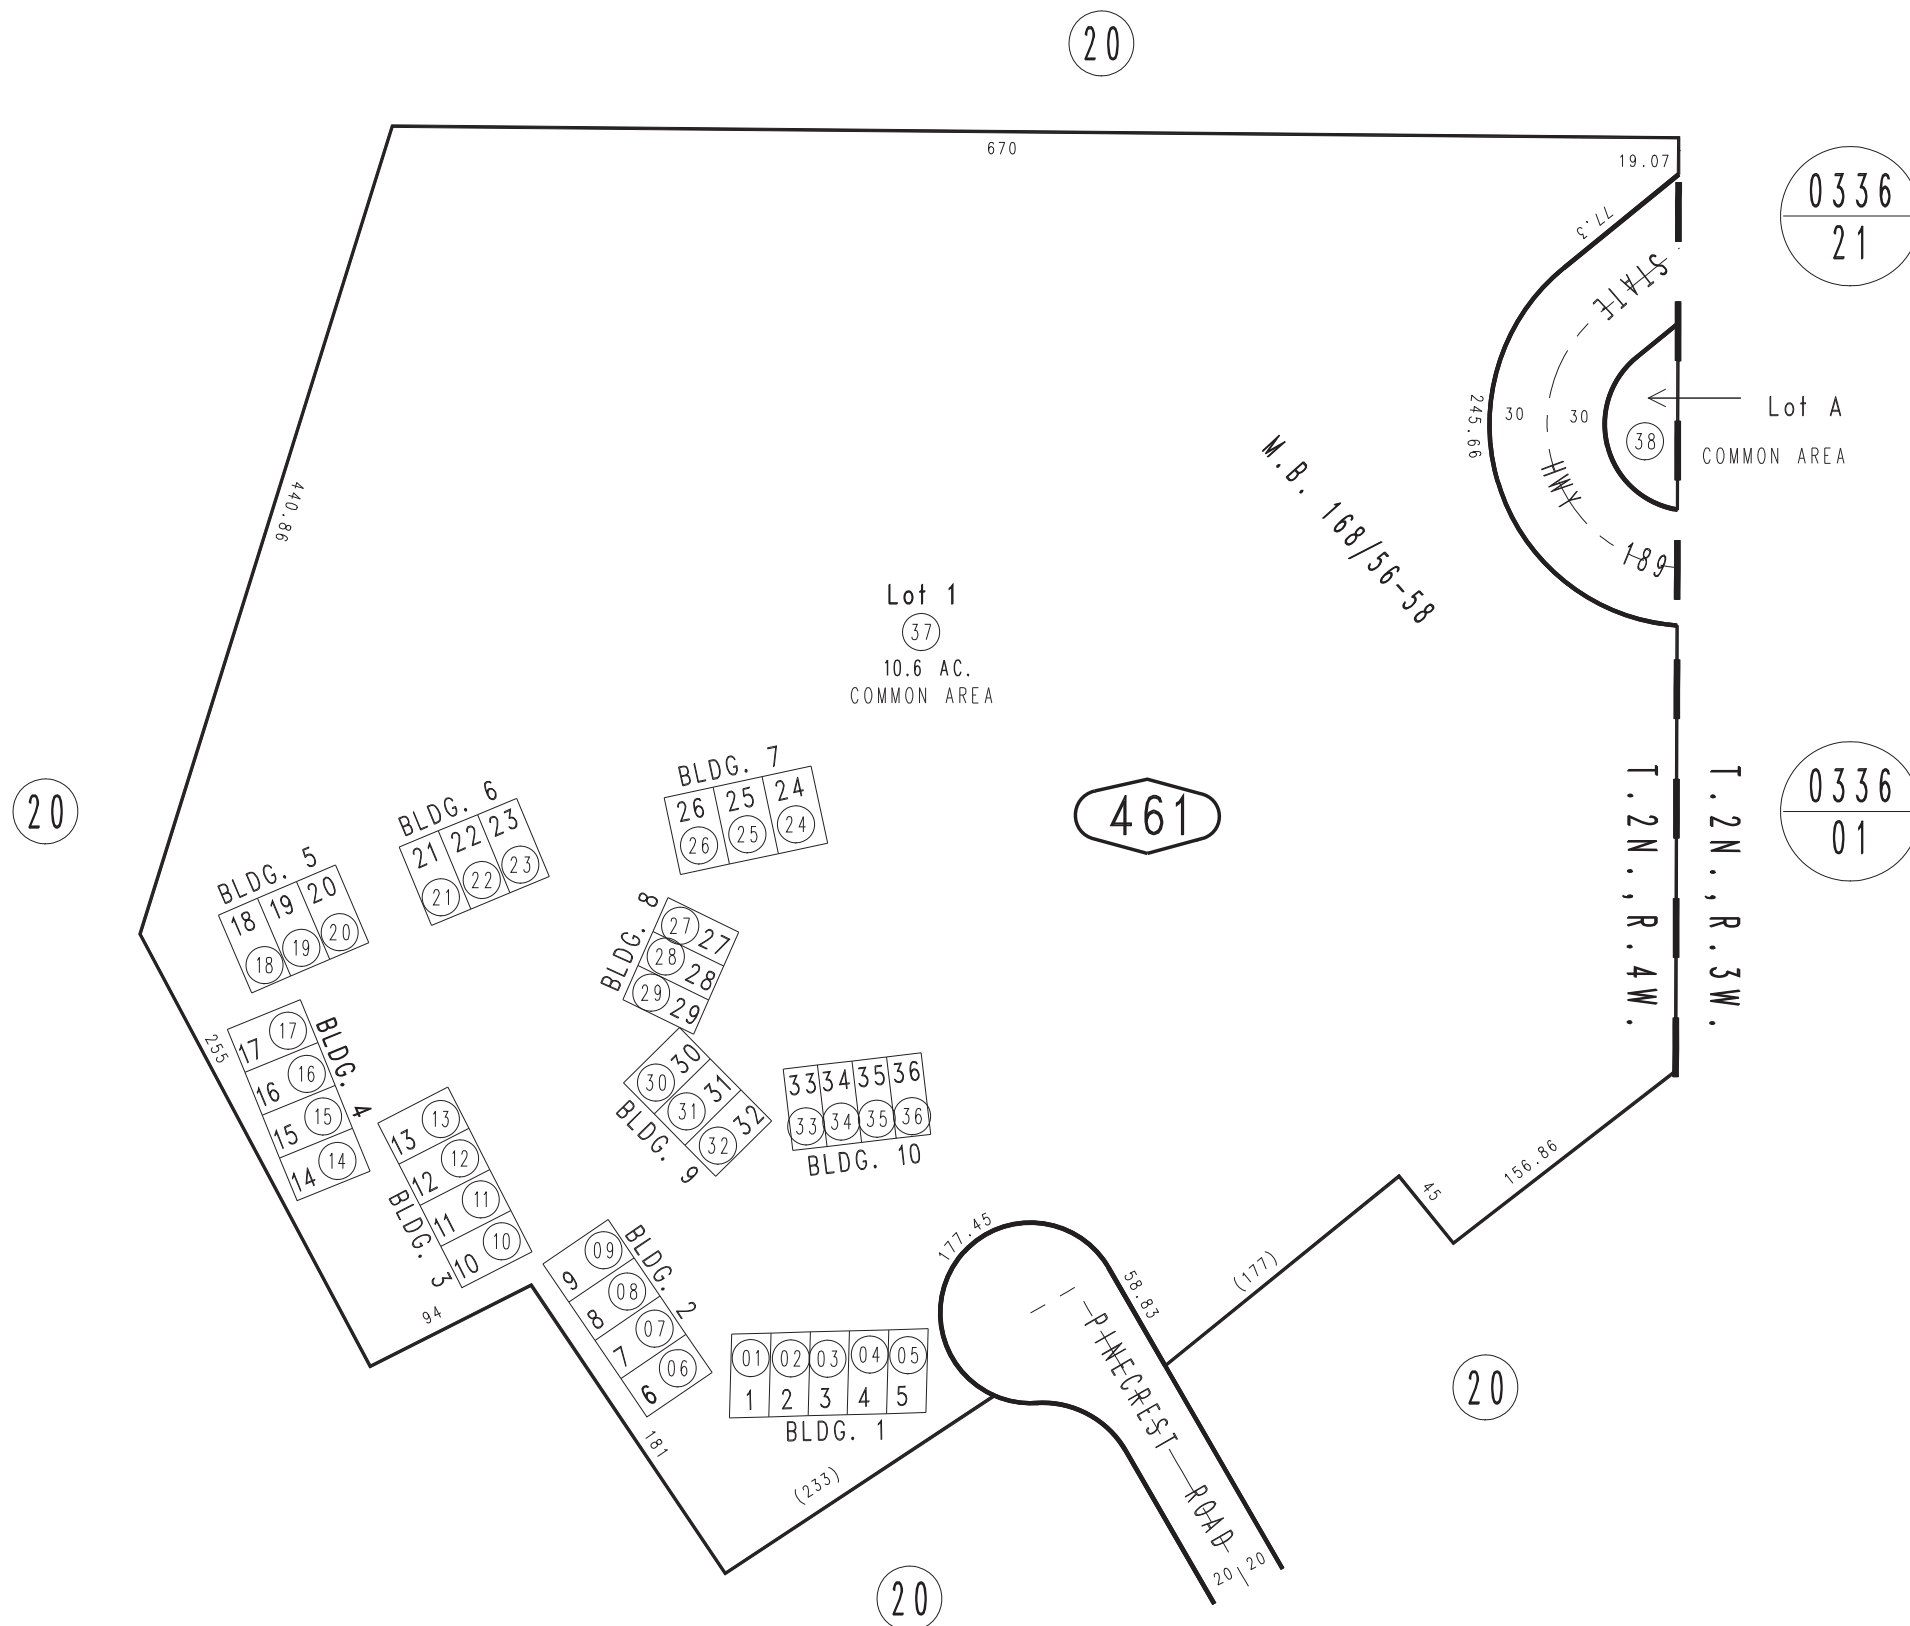 20
670
19.07
0336
21
77.3
STATE
440.86
245.66
30
30
Lot A
38
COMMON AREA
HWY
189
M.B. 168/56-58
Lot 1
37
10.6 AC.
COMMON AREA
20
461
0336
01
T.2N.,R.4W.
T.2N.,R.3W.
BLDG. 7
26 25 24
26 25 24
BLDG. 6
21 22 23
21 22 23
BLDG. 5
18 19 20
18 19 20
BLDG. 8
27 27
28 28
29 29
255
17 17
16 16
15 15
14 14
BLDG. 4
13 13
12 12
11 11
10 10
BLDG. 3
30 30
31 31
32 32
BLDG. 9
33 34 35 36
33 34 35 36
BLDG. 10
156.86
45
(177)
177.45
58.83
94
9 09
8 08
7 07
6 06
BLDG. 2
01 02 03 04 05
1 2 3 4 5
BLDG. 1
181
(233)
PINECREST ROAD
20 20
20
20